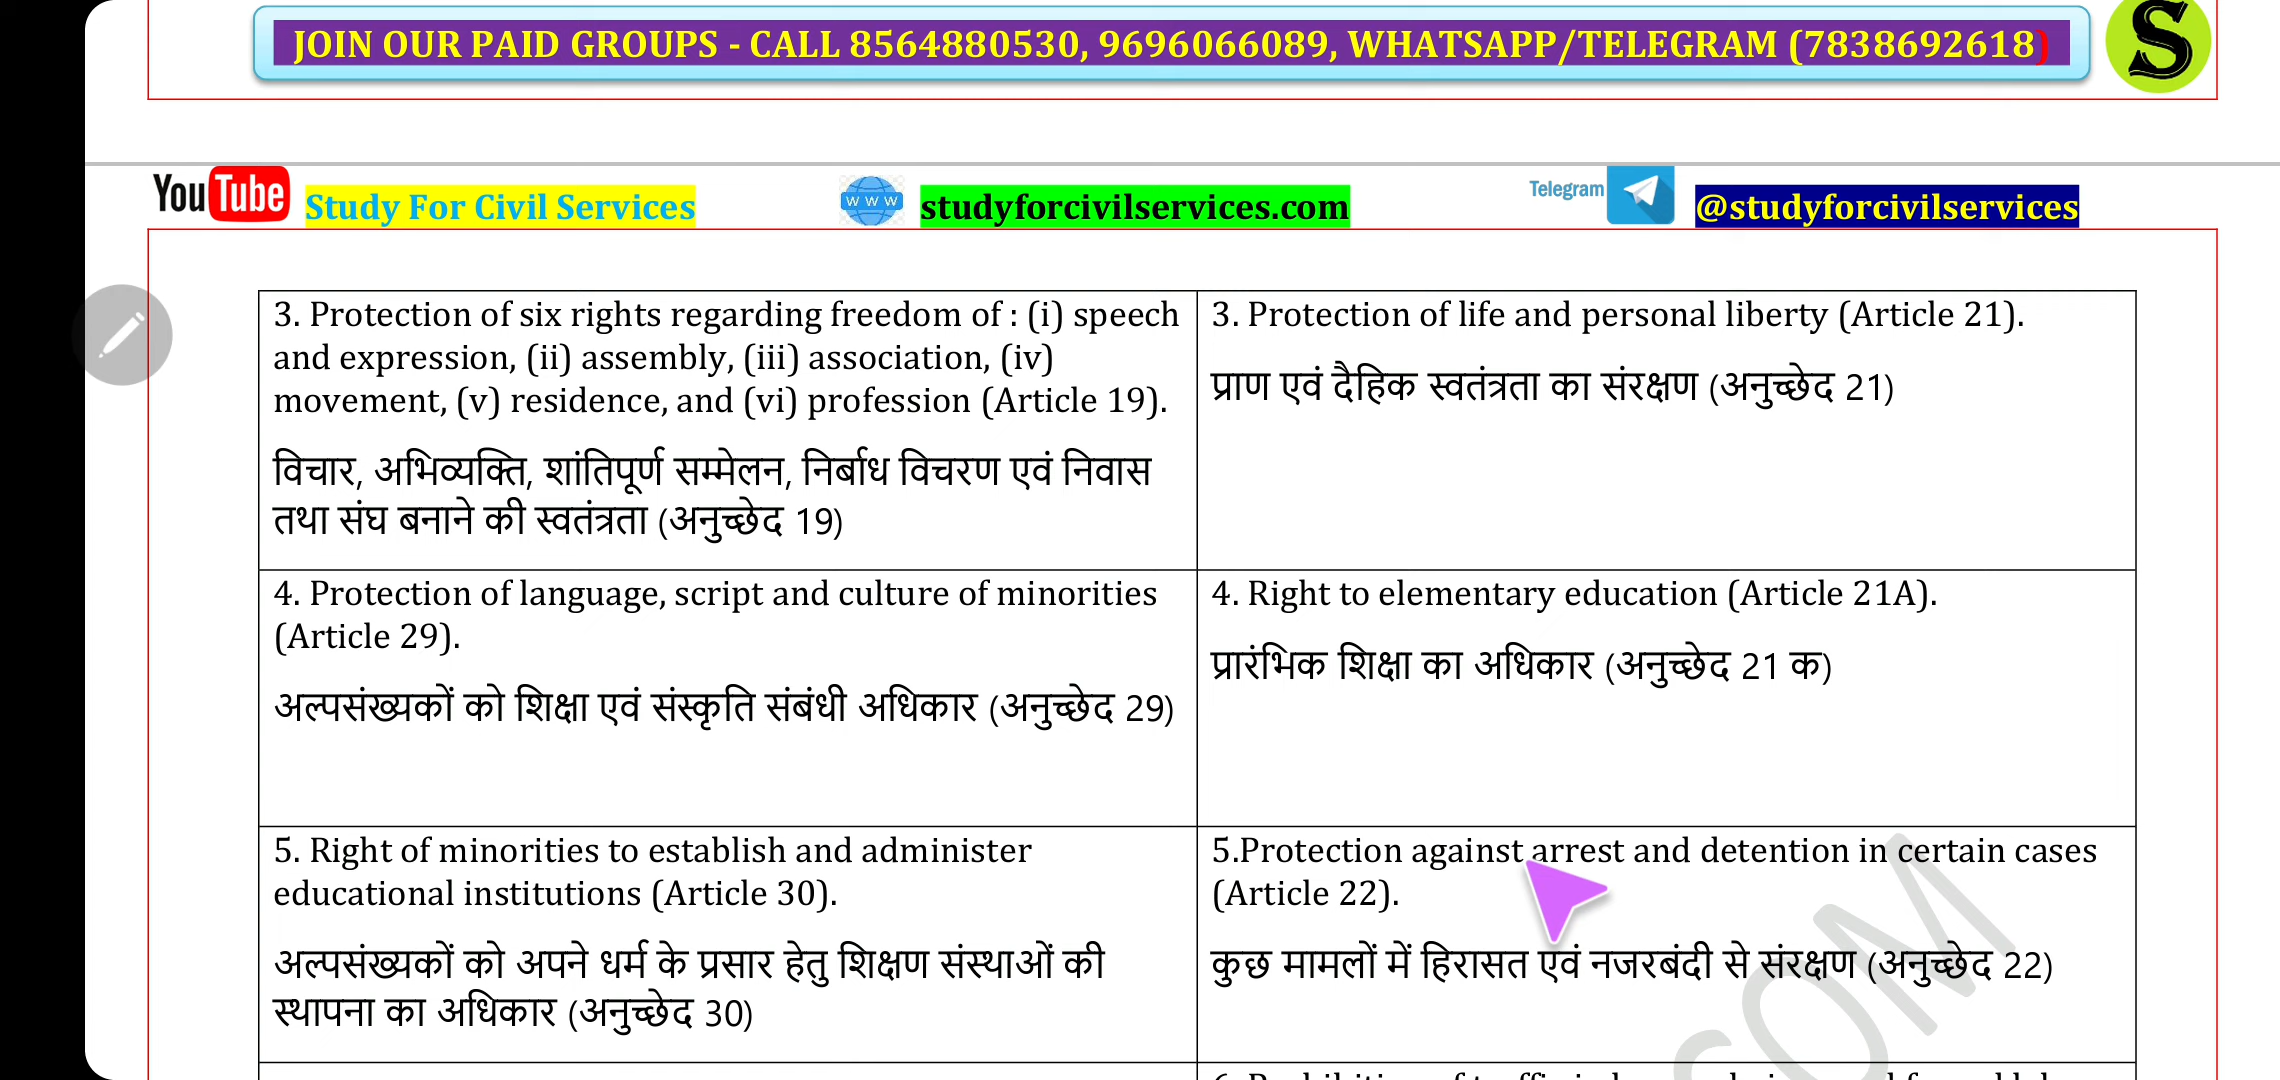 JOIN OUR PAID GROUPS - CALL 8564880530, 9696066089, WHATSAPP/TELEGRAM (7838692618)
S
YouTube
Study For Civil Services
WWW
studyforcivilservices.com
Telegram
@studyforcivilservices
3. Protection of six rights regarding freedom of : (i) speech
and expression, (ii) assembly, (iii) association, (iv)
movement, (v) residence, and (vi) profession (Article 19).
विचार, अभिव्यक्ति, शांतिपूर्ण सम्मेलन, निर्बाध विचरण एवं निवास
तथा संघ बनाने की स्वतंत्रता (अनुच्छेद 19)
3. Protection of life and personal liberty (Article 21).
प्राण एवं दैहिक स्वतंत्रता का संरक्षण (अनुच्छेद 21)
4. Protection of language, script and culture of minorities
(Article 29).
अल्पसंख्यकों को शिक्षा एवं संस्कृति संबंधी अधिकार (अनुच्छेद 29)
4. Right to elementary education (Article 21A).
प्रारंभिक शिक्षा का अधिकार (अनुच्छेद 21 क)
5. Right of minorities to establish and administer
educational institutions (Article 30).
अल्पसंख्यकों को अपने धर्म के प्रसार हेतु शिक्षण संस्थाओं की
स्थापना का अधिकार (अनुच्छेद 30)
5.Protection against arrest and detention in certain cases
(Article 22).
कुछ मामलों में हिरासत एवं नजरबंदी से संरक्षण (अनुच्छेद 22)
COM